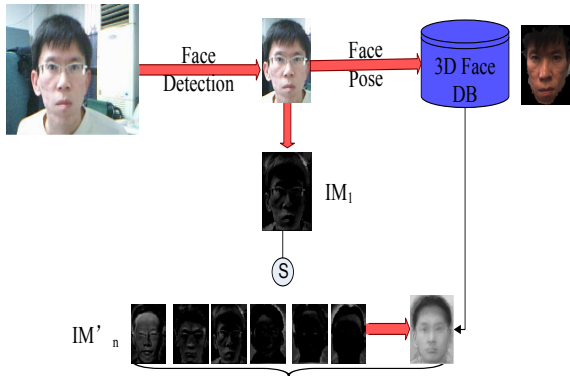 Face
Detection
Face
Pose
3D Face
DB
IM₁
S
IM’ₙ